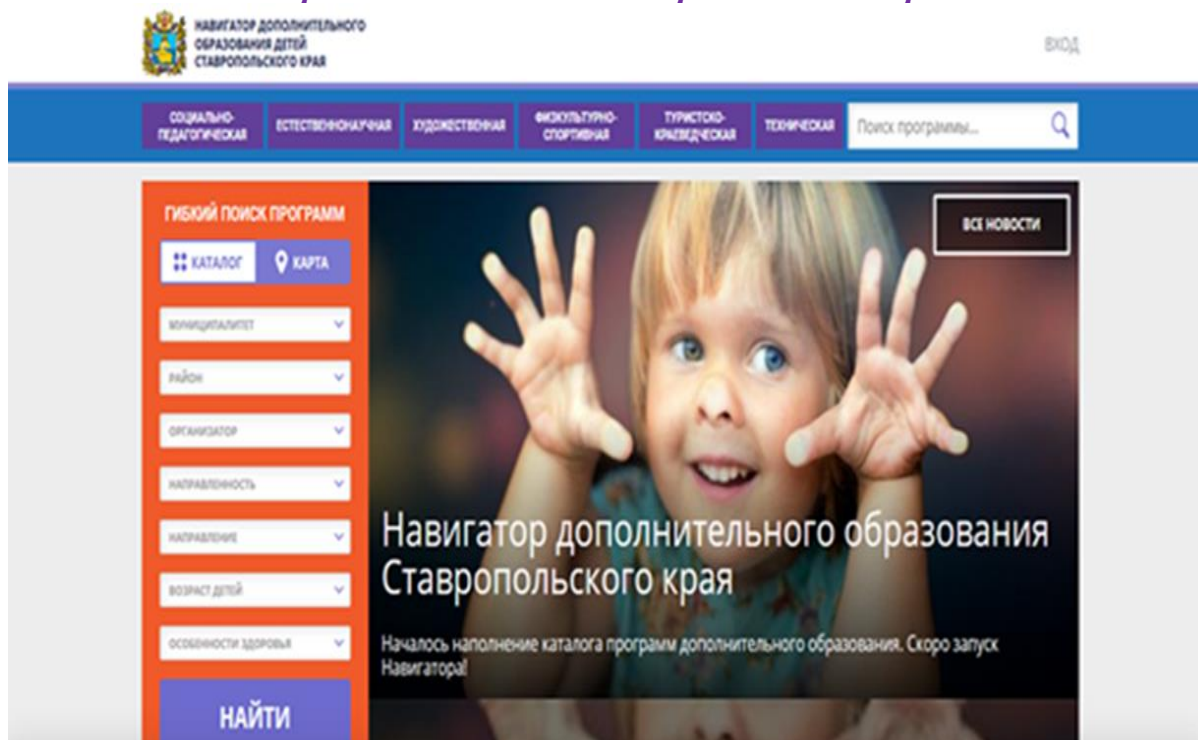 НАВИГАТОР ДОПОЛНИТЕЛЬНОГО
ОБРАЗОВАНИЯ ДЕТЕЙ
СТАВРОПОЛЬСКОГО КРАЯ
ВХОД
СОЦИАЛЬНО-
ПЕДАГОГИЧЕСКАЯ
ЕСТЕСТВЕННОНАУЧНАЯ
ХУДОЖЕСТВЕННАЯ
ФИЗКУЛЬТУРНО-
СПОРТИВНАЯ
ТУРИСТСКО-
КРАЕВЕДЧЕСКАЯ
ТЕХНИЧЕСКАЯ
Поиск программы...
ГИБКИЙ ПОИСК ПРОГРАММ
КАТАЛОГ
КАРТА
МУНИЦИПАЛИТЕТ
РАЙОН
ОРГАНИЗАТОР
НАПРАВЛЕННОСТЬ
НАПРАВЛЕНИЕ
ВОЗРАСТ ДЕТЕЙ
ОСОБЕННОСТИ ЗДОРОВЬЯ
НАЙТИ
ВСЕ НОВОСТИ
Навигатор дополнительного образования
Ставропольского края
Началось наполнение каталога программ дополнительного образования. Скоро запуск
Навигатора!